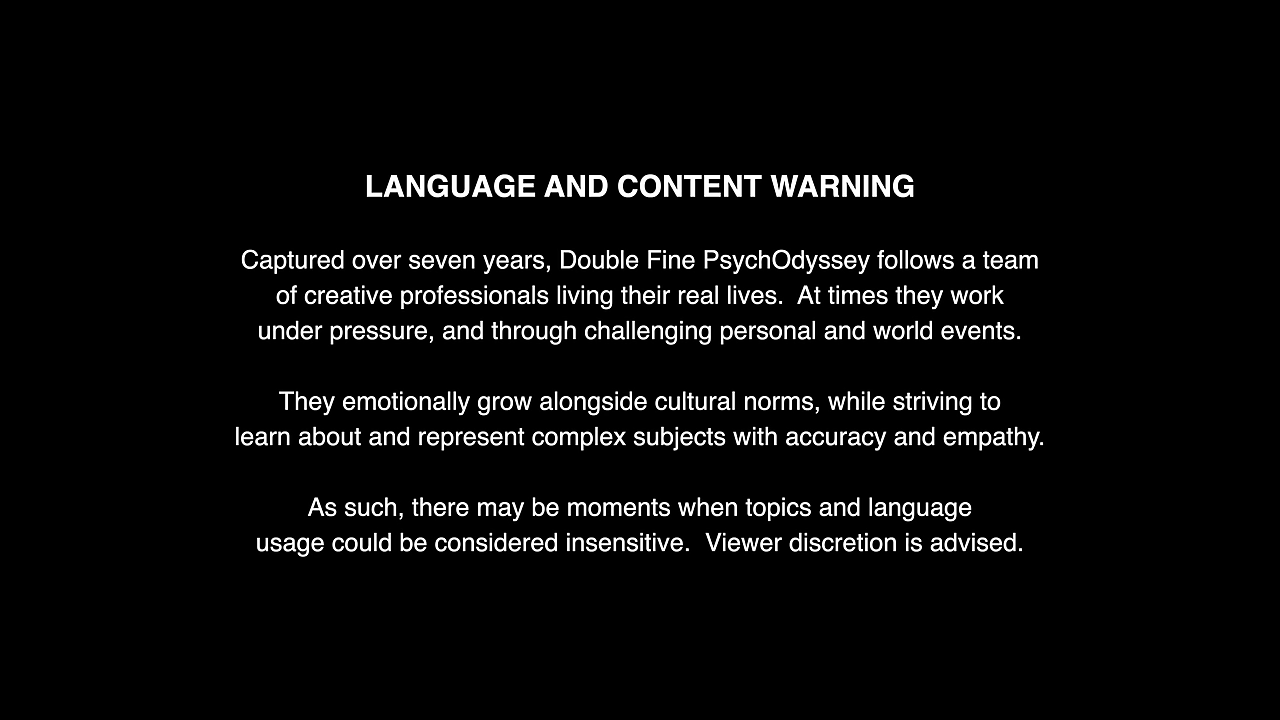 LANGUAGE AND CONTENT WARNING
Captured over seven years, Double Fine PsychOdyssey follows a team
of creative professionals living their real lives.  At times they work
under pressure, and through challenging personal and world events.
They emotionally grow alongside cultural norms, while striving to
learn about and represent complex subjects with accuracy and empathy.
As such, there may be moments when topics and language
usage could be considered insensitive.  Viewer discretion is advised.